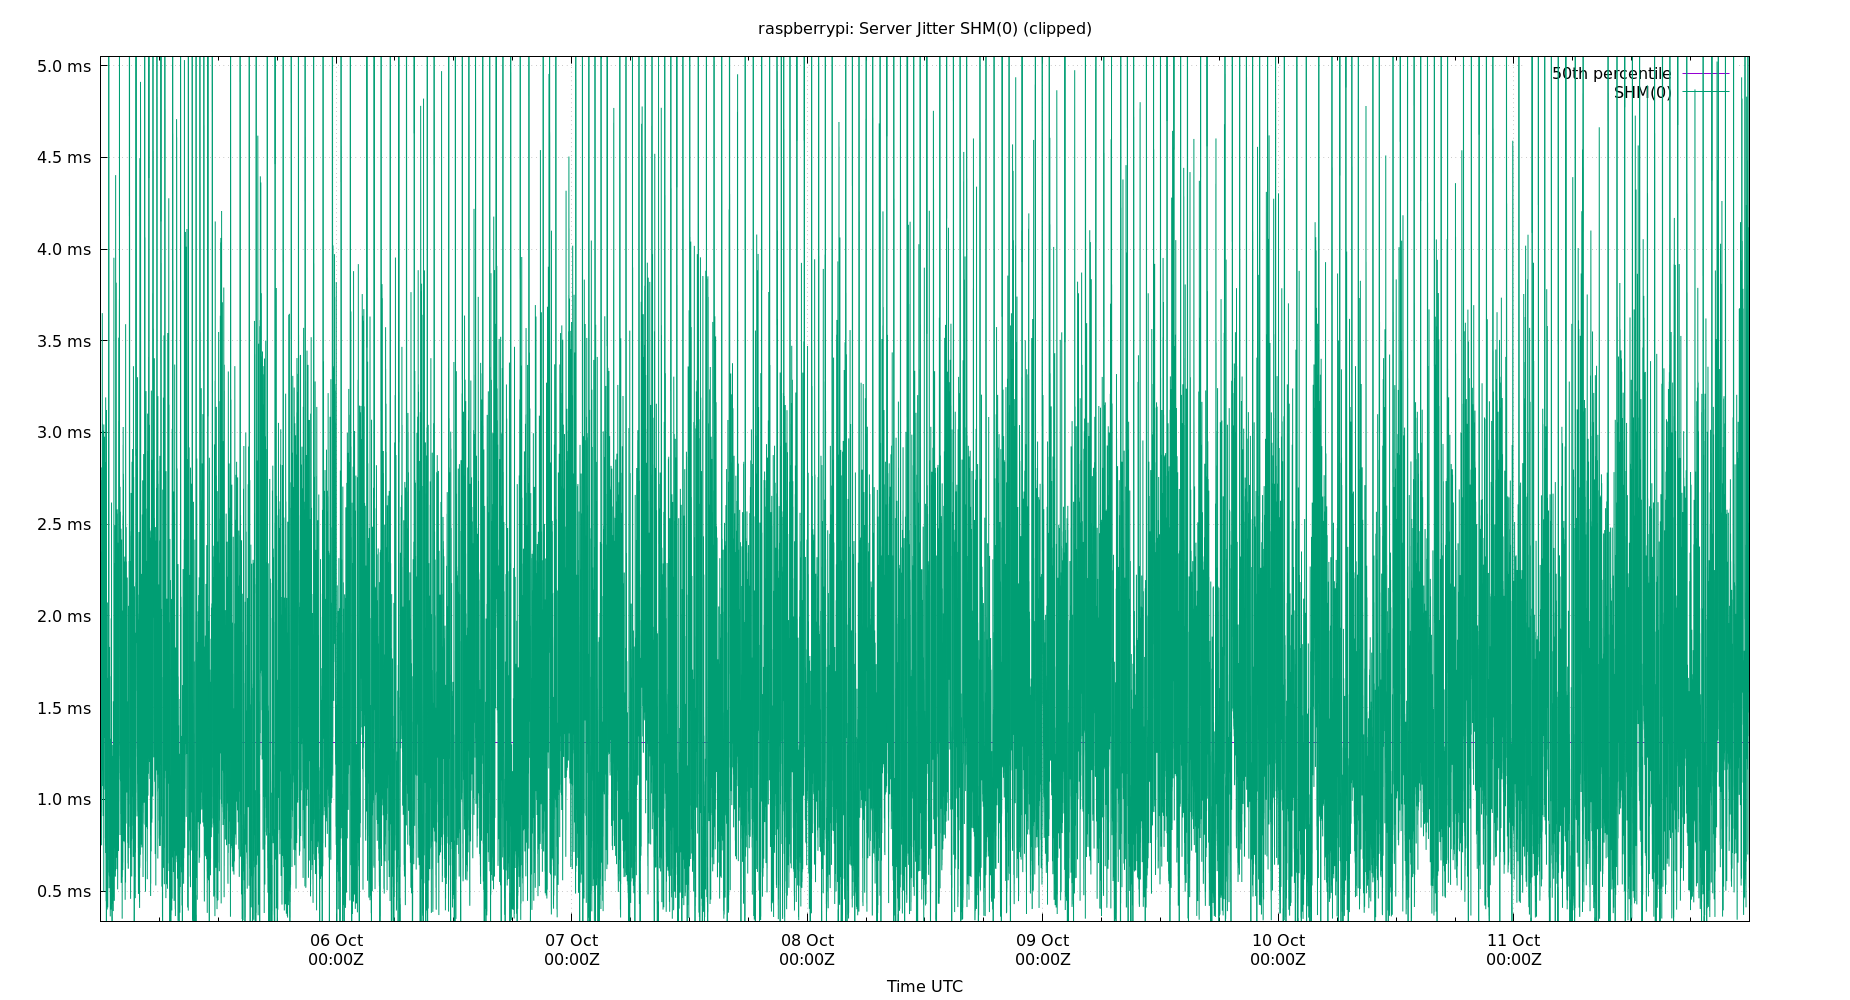 raspberrypi: Server Jitter SHM(0) (clipped)
5.0 ms
50th percentile
SHM(0)
4.5 ms
4.0 ms
3.5 ms
3.0 ms
2.5 ms
2.0 ms
1.5 ms
1.0 ms
0.5 ms
06 Oct 07 Oct 08 Oct 09 Oct 10 Oct 11 Oct
00:00Z 00:00Z 00:00Z 00:00Z 00:00Z 00:00Z
Time UTC